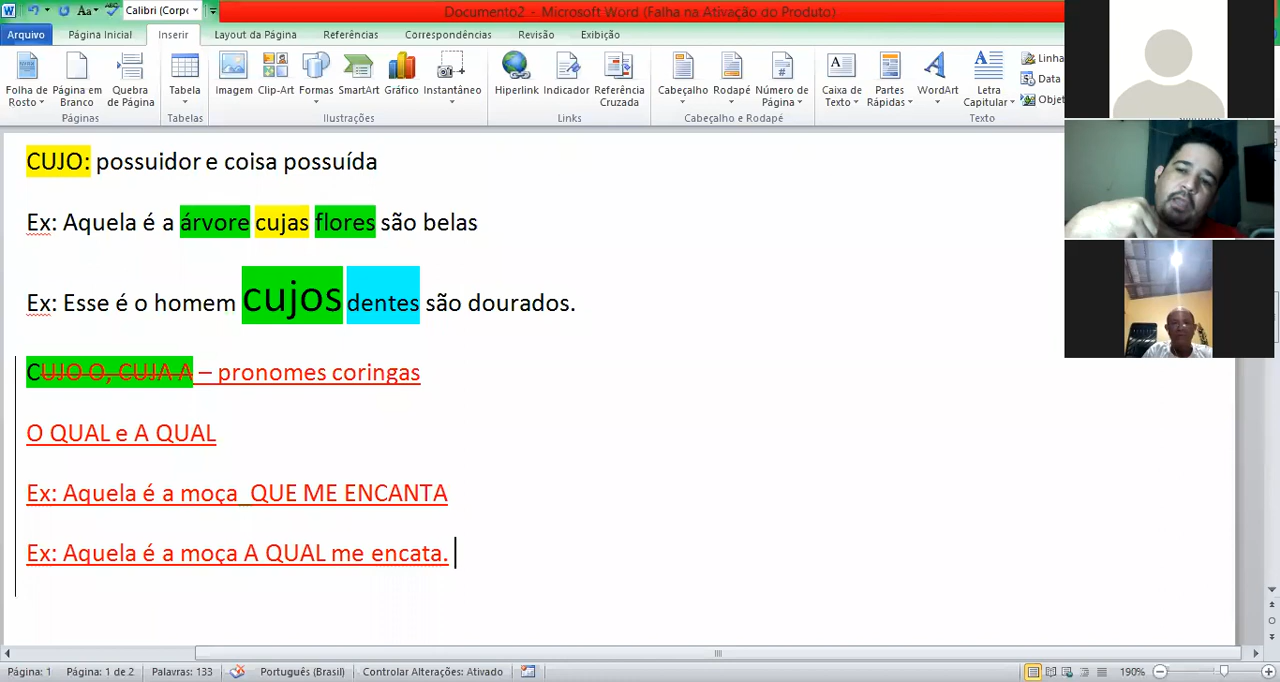 Calibri (Corpo
Documento2 - Microsoft Word (Falha na Ativação do Produto)
Arquivo Página Inicial Inserir Layout da Página Referências Correspondências Revisão Exibição
Folha de Rosto Página em Branco Quebra de Página Tabela Imagem Clip-Art Formas SmartArt Gráfico Instantâneo Hiperlink Indicador Referência Cruzada Cabeçalho Rodapé Número de Página Caixa de Texto Partes Rápidas WordArt Letra Capitular Linha Data Objet
Páginas Tabelas Ilustrações Links Cabeçalho e Rodapé Texto
CUJO: possuidor e coisa possuída
Ex: Aquela é a árvore cujas flores são belas
Ex: Esse é o homem cujos dentes são dourados.
CUJO O, CUJA A – pronomes coringas
O QUAL e A QUAL
Ex: Aquela é a moça QUE ME ENCANTA
Ex: Aquela é a moça A QUAL me encata.
Página: 1 Página: 1 de 2 Palavras: 133 Português (Brasil) Controlar Alterações: Ativado 190%